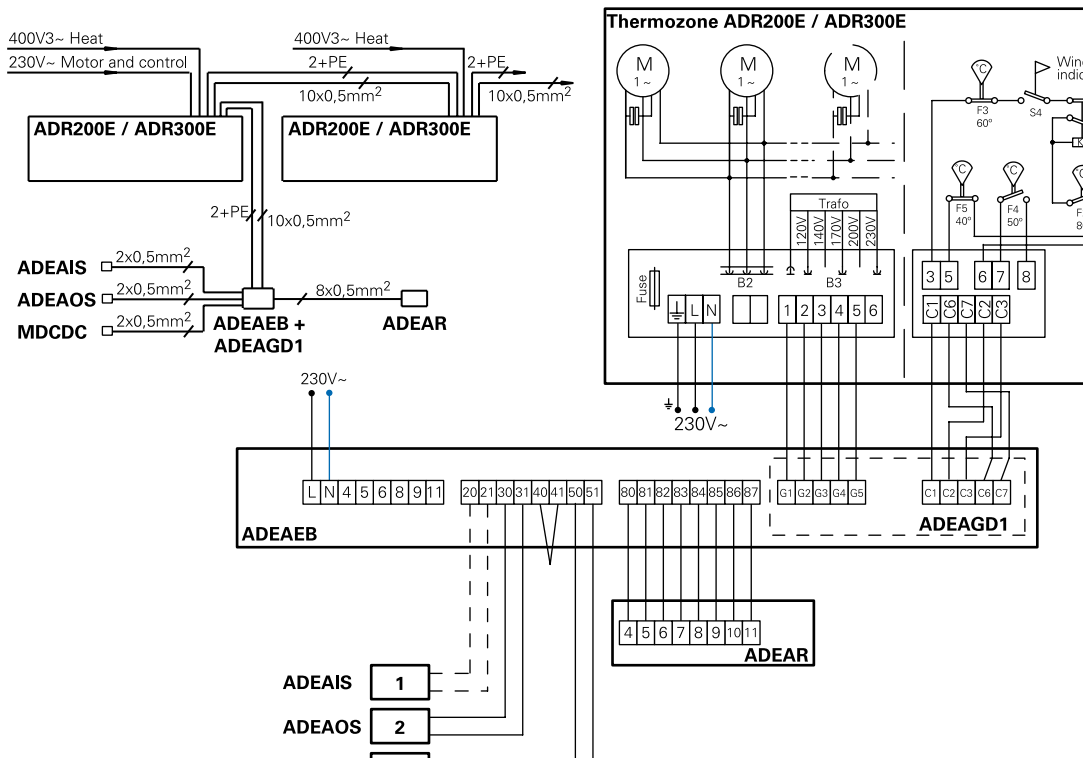 400V3~ Heat
230V~ Motor and control
400V3~ Heat
2+PE
10x0,5mm²
2+PE
10x0,5mm²
ADR200E / ADR300E
ADR200E / ADR300E
2+PE
10x0,5mm²
ADEAIS
2x0,5mm²
ADEAOS
2x0,5mm²
MDCDC
2x0,5mm²
8x0,5mm²
ADEAEB +
ADEAGD1
ADEAR
Thermozone ADR200E / ADR300E
M
1~
M
1~
M
1~
°C
F3
60°
S4
°C
F5
40°
°C
F4
50°
Trafo
120V
140V
170V
200V
230V
B2
B3
Fuse
L N
1 2 3 4 5 6
3 5 6 7 8
C1 C6 C7 C2 C3
230V~
230V~
L N 4 5 6 8 9 11
20 21 30 31 40 41 50 51
80 81 82 83 84 85 86 87
G1 G2 G3 G4 G5
C1 C2 C3 C6 C7
ADEAEB
ADEAGD1
4 5 6 7 8 9 10 11
ADEAR
ADEAIS 1
ADEAOS 2